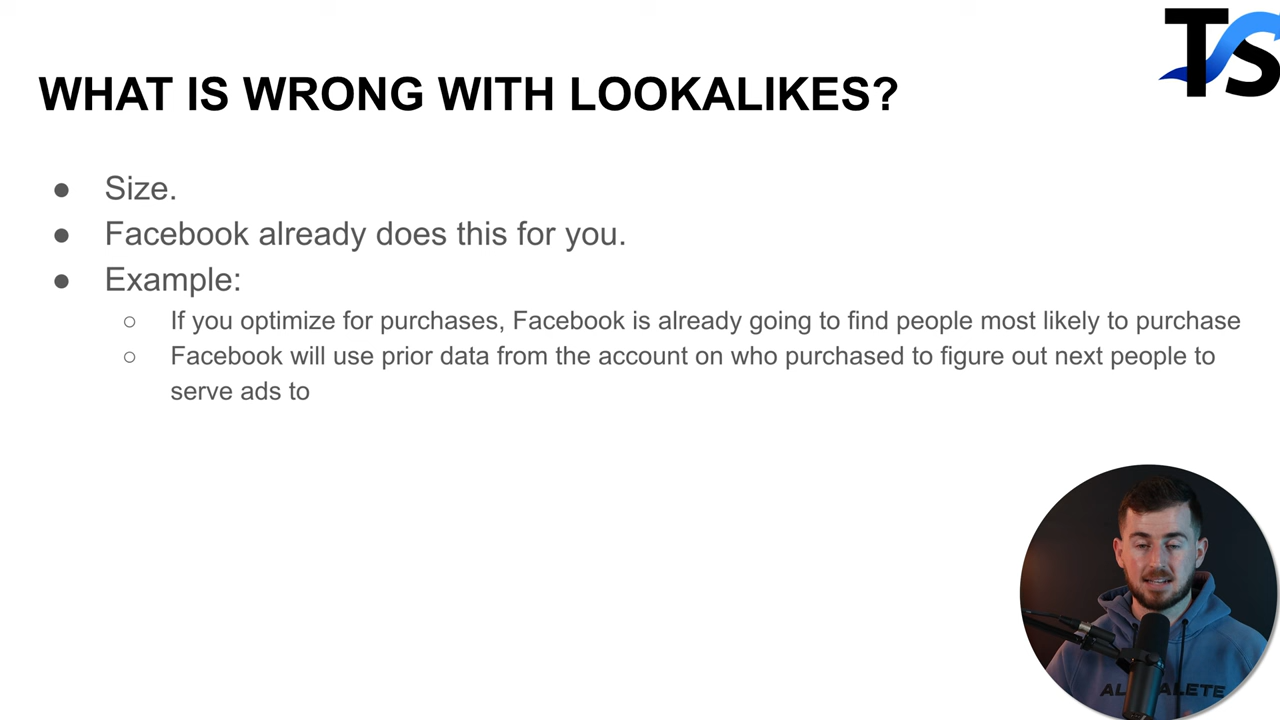 TS
WHAT IS WRONG WITH LOOKALIKES?
● Size.
● Facebook already does this for you.
● Example:
○ If you optimize for purchases, Facebook is already going to find people most likely to purchase
○ Facebook will use prior data from the account on who purchased to figure out next people to
serve ads to